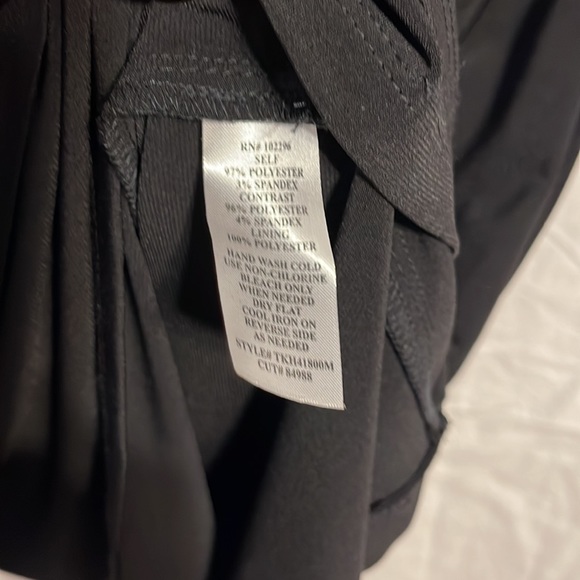 RN# 102296
SELF
97% POLYESTER
3% SPANDEX
CONTRAST
96% POLYESTER
4% SPANDEX
LINING
100% POLYESTER
HAND WASH COLD
USE NON-CHLORINE
BLEACH ONLY
WHEN NEEDED
DRY FLAT
COOL IRON ON
REVERSE SIDE
AS NEEDED
STYLE# TKH41800M
CUT# 84988